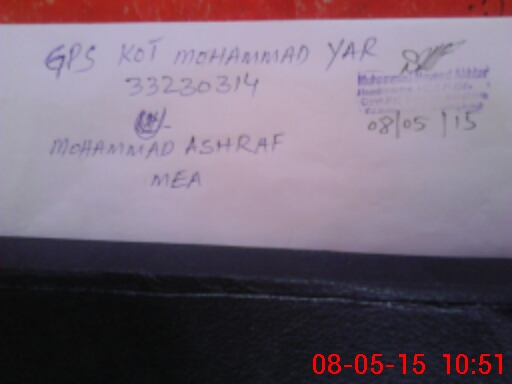 GPS KOT MOHAMMAD YAR
33230314
MOHAMMAD ASHRAF
MEA
08/05/15
08-05-15 10:51